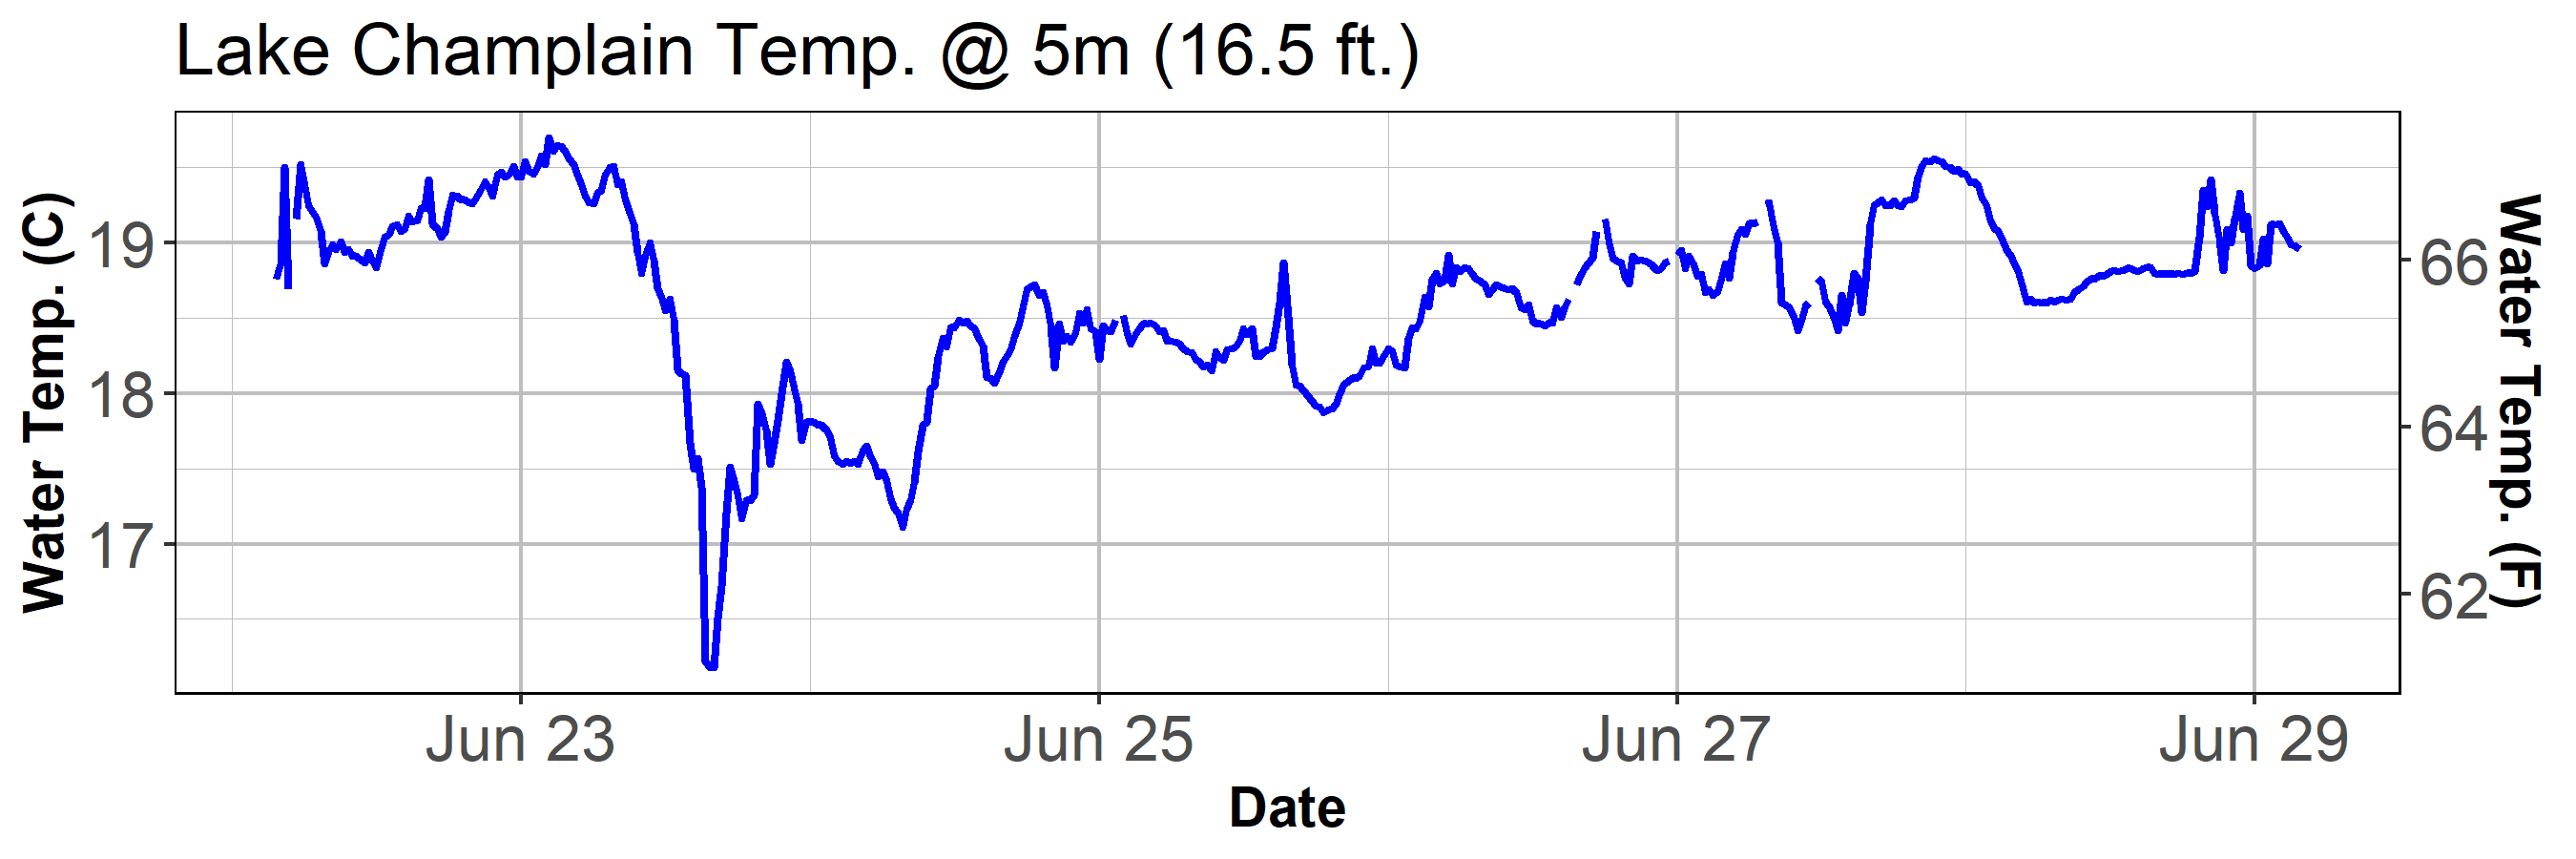 Lake Champlain Temp. @ 5m (16.5 ft.)
Water Temp. (C)
19
18
17
66
64
62
Water Temp. (F)
Jun 23 Jun 25 Jun 27 Jun 29
Date